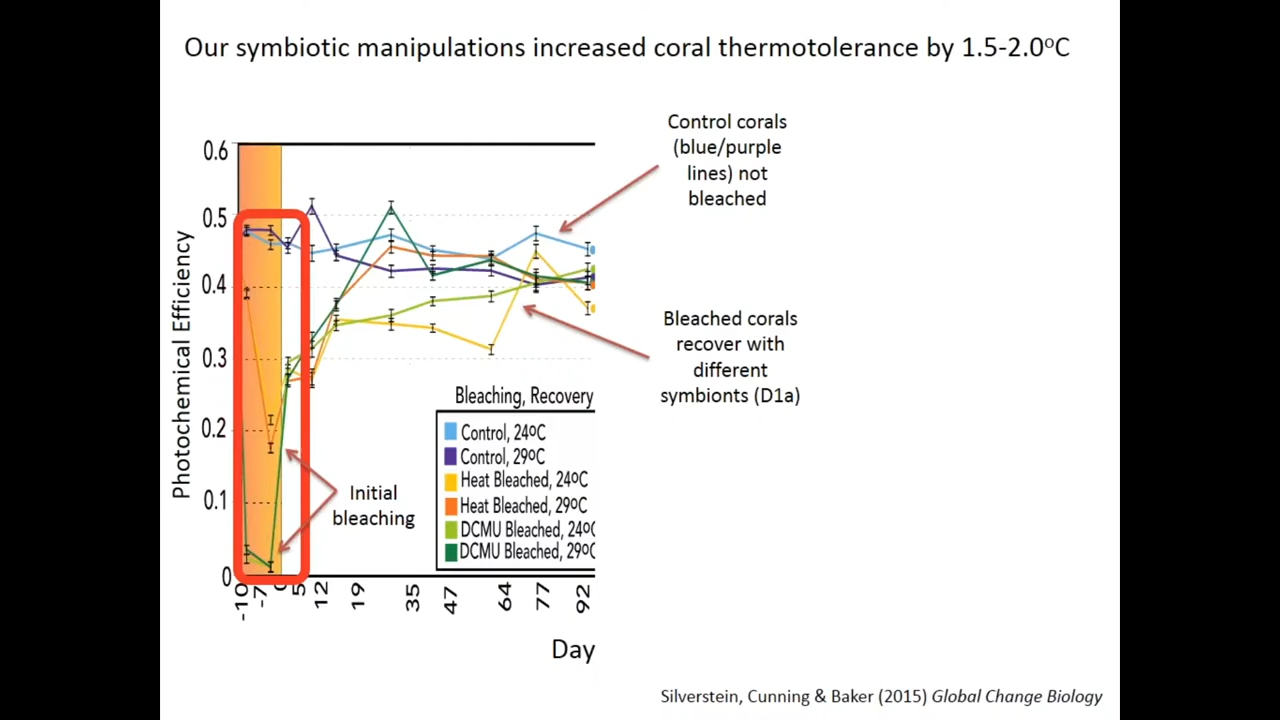 Our symbiotic manipulations increased coral thermotolerance by 1.5-2.0ºC
Control corals
(blue/purple
lines) not
bleached
Photochemical Efficiency
0.6
0.5
0.4
0.3
0.2
0.1
0
Bleached corals
recover with
different
symbionts (D1a)
Initial
bleaching
Bleaching, Recovery
Control, 24ºC
Control, 29ºC
Heat Bleached, 24ºC
Heat Bleached, 29ºC
DCMU Bleached, 24ºC
DCMU Bleached, 29ºC
-10
-7
0
5
12
19
35
47
64
77
92
Day
Silverstein, Cunning & Baker (2015) Global Change Biology